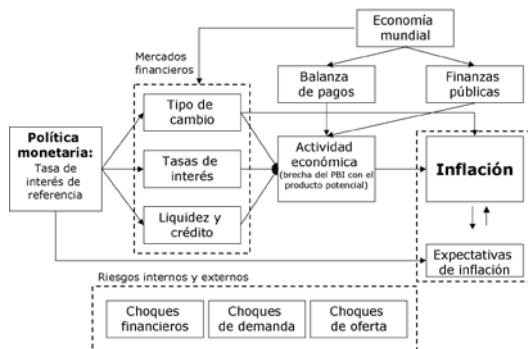 Economía
mundial
Mercados
financieros
Balanza
de pagos
Finanzas
públicas
Tipo de
cambio
Política
monetaria:
Tasa de
interés de
referencia
Tasas de
interés
Actividad
económica
(brecha del PBI con el
producto potencial)
Inflación
Liquidez y
crédito
Expectativas
de inflación
Riesgos internos y externos
Choques
financieros
Choques
de demanda
Choques
de oferta